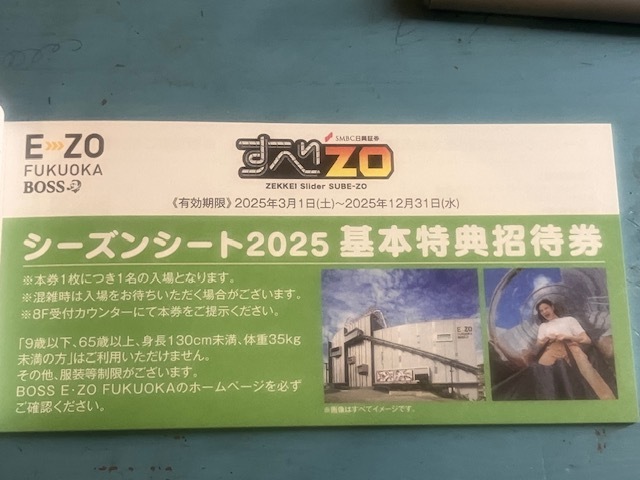 E>>>ZO
FUKUOKA
BOSS
SMBC日興証券
すべりZO
ZEKKEI Slider SUBE-ZO
《有効期限》2025年3月1日(土)~2025年12月31日(水)
シーズンシート2025 基本特典招待券
※本券1枚につき1名の入場となります。
※混雑時は入場をお待ちいただく場合がございます。
※8F受付カウンターにて本券をご提示ください。
「9歳以下、65歳以上、身長130cm未満、体重35kg
未満の方」はご利用いただけません。
その他、服装等制限がございます。
BOSS E・ZO FUKUOKAのホームページを必ず
ご確認ください。
E ZO
※画像はすべてイメージです。